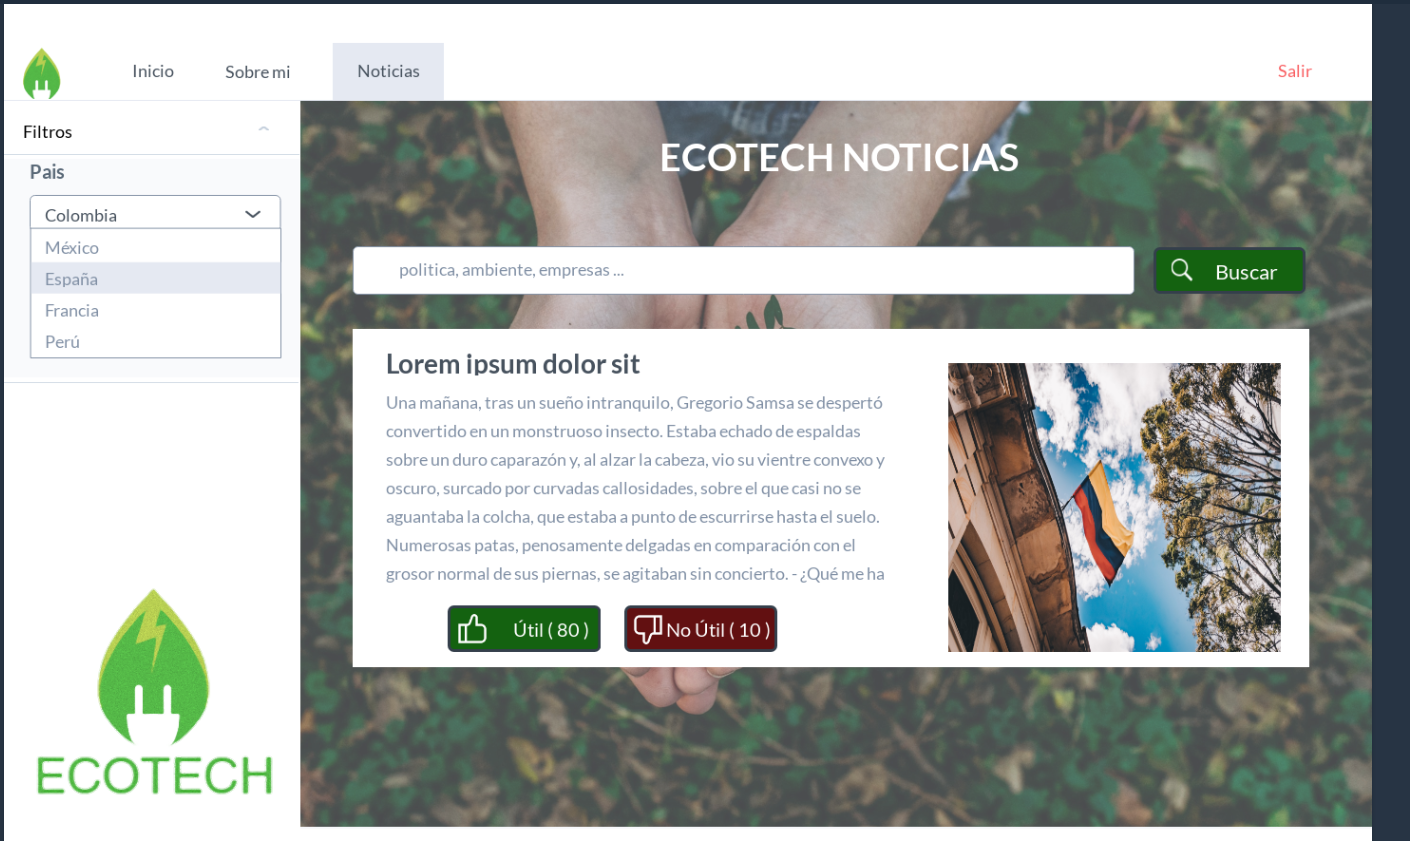 Inicio
Sobre mi
Noticias
Salir
Filtros
Pais
Colombia
México
España
Francia
Perú
ECOTECH
ECOTECH NOTICIAS
politica, ambiente, empresas ...
Buscar
Lorem ipsum dolor sit
Una mañana, tras un sueño intranquilo, Gregorio Samsa se despertó
convertido en un monstruoso insecto. Estaba echado de espaldas
sobre un duro caparazón y, al alzar la cabeza, vio su vientre convexo y
oscuro, surcado por curvadas callosidades, sobre el que casi no se
aguantaba la colcha, que estaba a punto de escurrirse hasta el suelo.
Numerosas patas, penosamente delgadas en comparación con el
grosor normal de sus piernas, se agitaban sin concierto. - ¿Qué me ha
Útil ( 80 )
No Útil ( 10 )